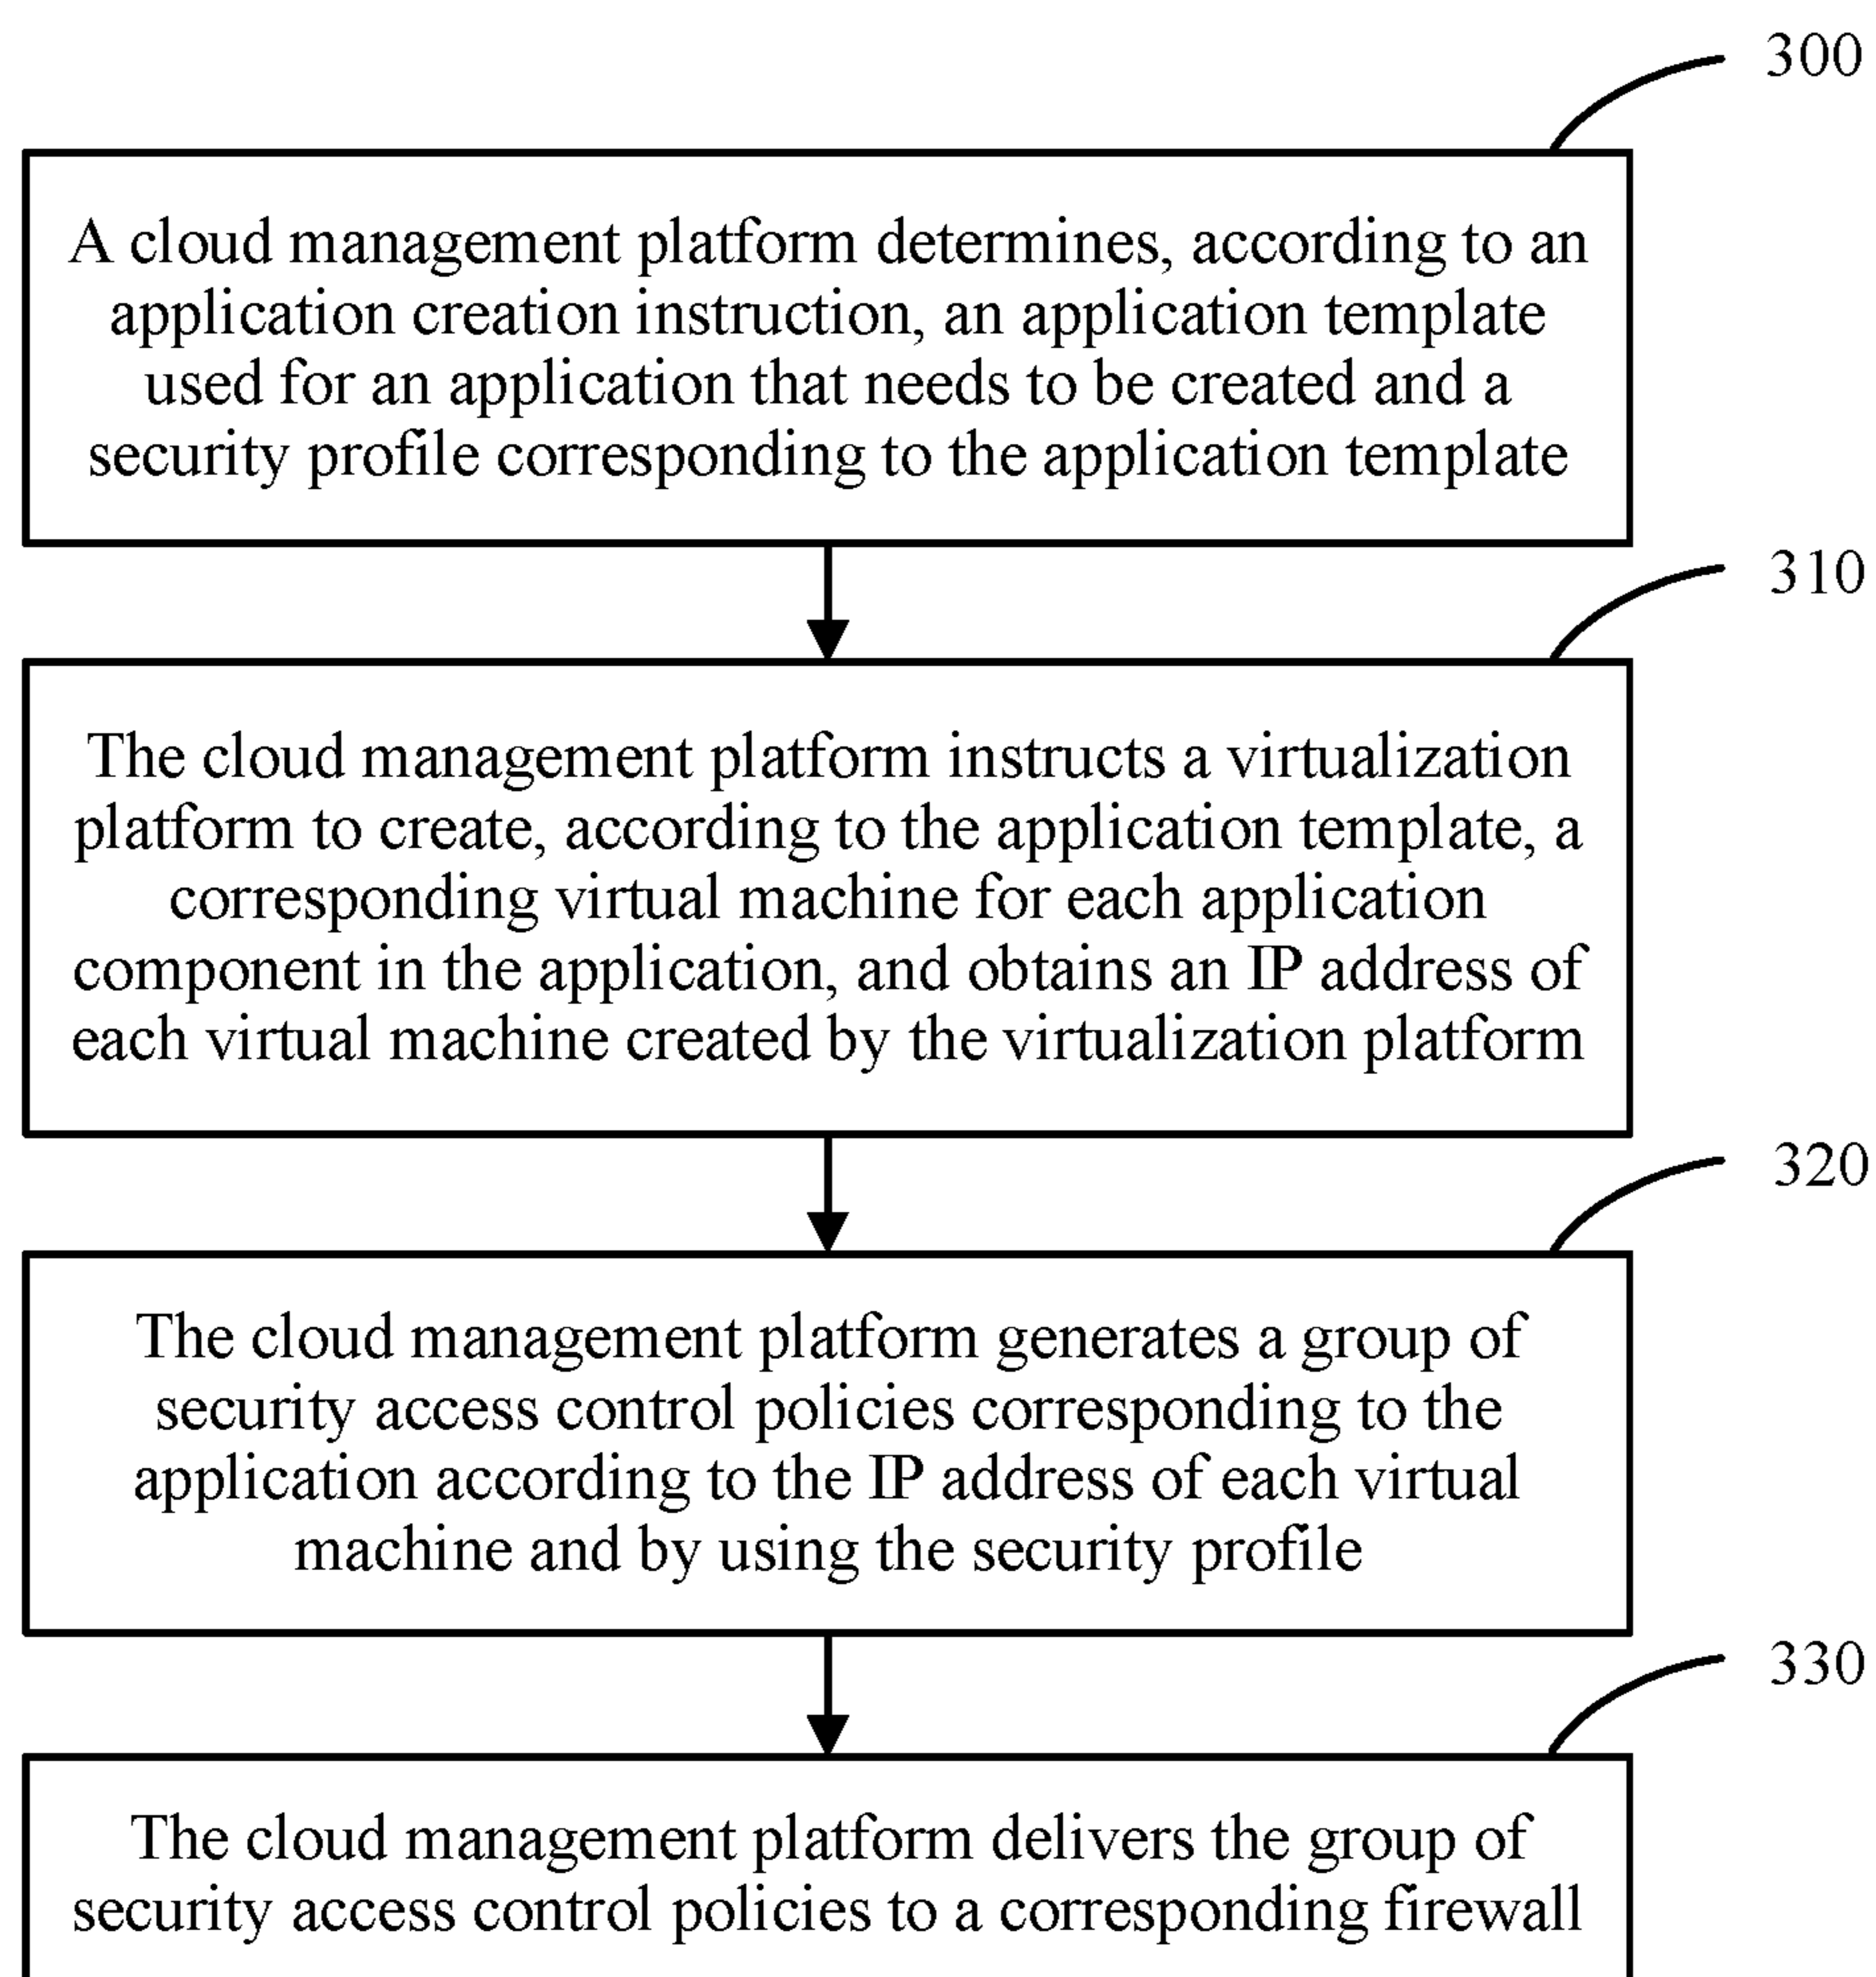 300
A cloud management platform determines, according to an
application creation instruction, an application template
used for an application that needs to be created and a
security profile corresponding to the application template
310
The cloud management platform instructs a virtualization
platform to create, according to the application template, a
corresponding virtual machine for each application
component in the application, and obtains an IP address of
each virtual machine created by the virtualization platform
320
The cloud management platform generates a group of
security access control policies corresponding to the
application according to the IP address of each virtual
machine and by using the security profile
330
The cloud management platform delivers the group of
security access control policies to a corresponding firewall